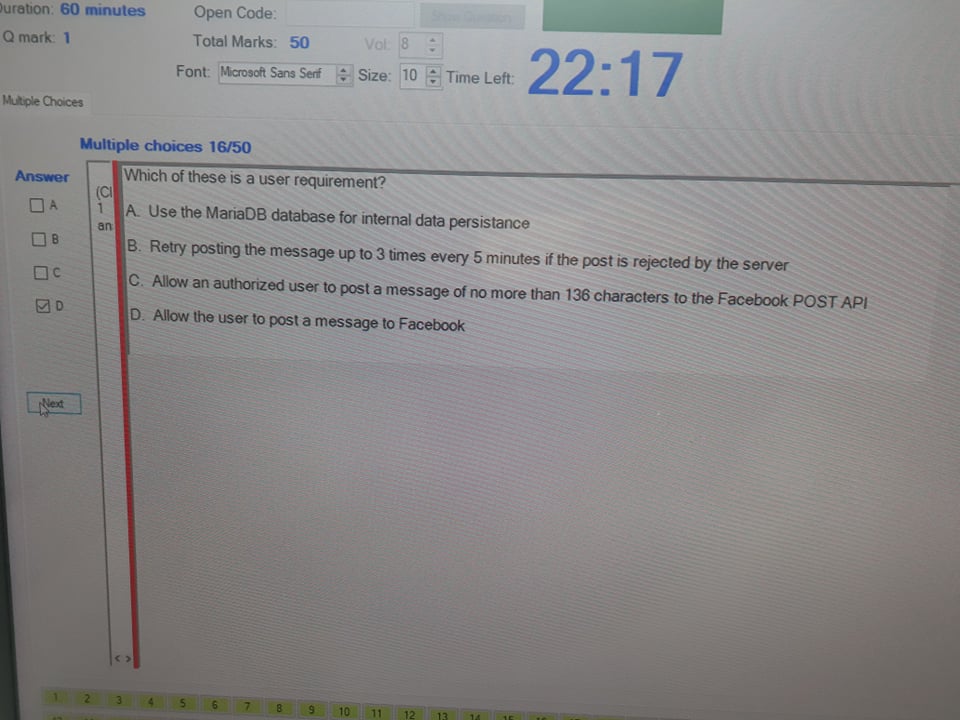 Duration: 60 minutes
Open Code:
Show Question
Q mark: 1
Total Marks: 50
Vol: 8
Font: Microsoft Sans Serif
Size: 10
Time Left: 22:17
Multiple Choices
Multiple choices 16/50
Answer
A
B
C
D
Next
(Cl
1
an
Which of these is a user requirement?
A. Use the MariaDB database for internal data persistance
B. Retry posting the message up to 3 times every 5 minutes if the post is rejected by the server
C. Allow an authorized user to post a message of no more than 136 characters to the Facebook POST API
D. Allow the user to post a message to Facebook
< >
1 2 3 4 5 6 7 8 9 10 11 12 13 14 15 16